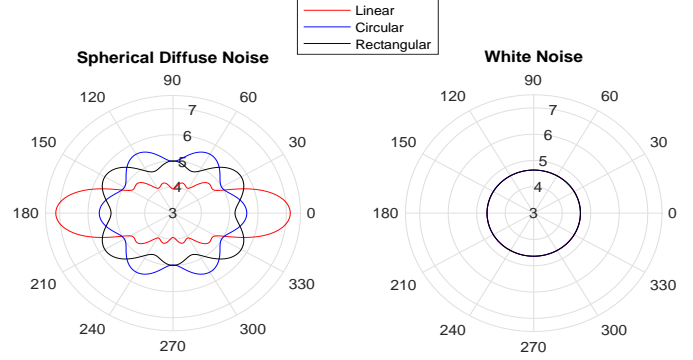 Linear
Circular
Rectangular
Spherical Diffuse Noise
90
120 60
7
6
150 30
5
4
180 3 0
210 330
240 300
270
White Noise
90
120 60
7
6
150 30
5
4
180 3 0
210 330
240 300
270